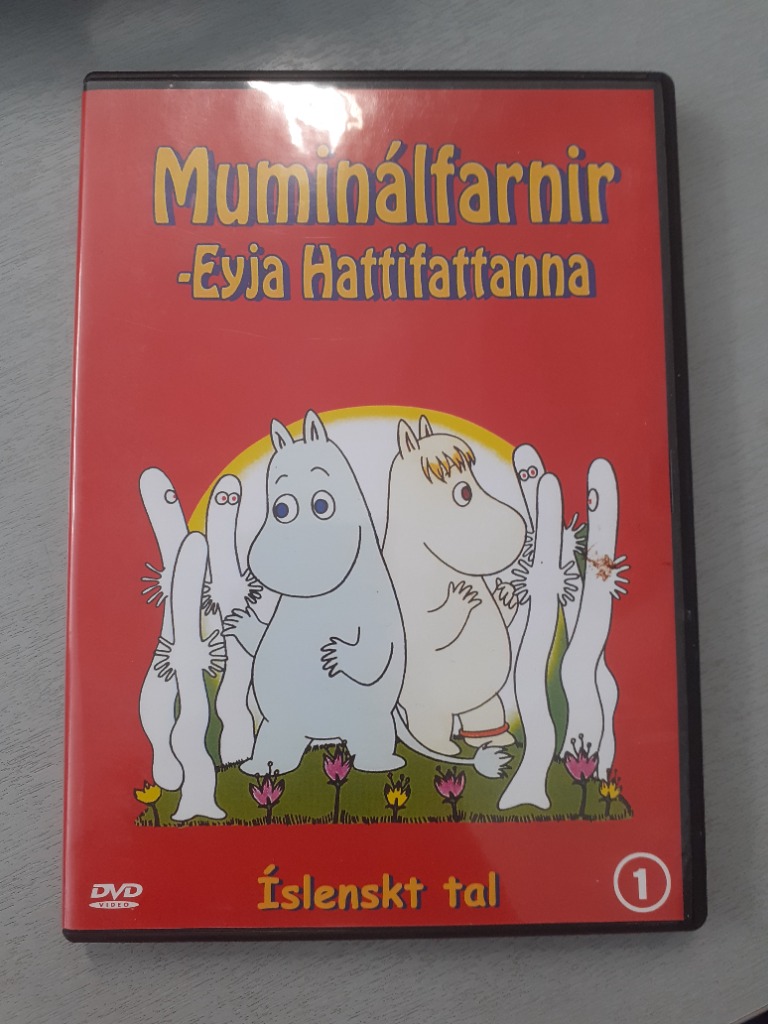 Muminálfarnir
-Eyja Hattifattanna
DVD
VIDEO
Íslenskt tal
1